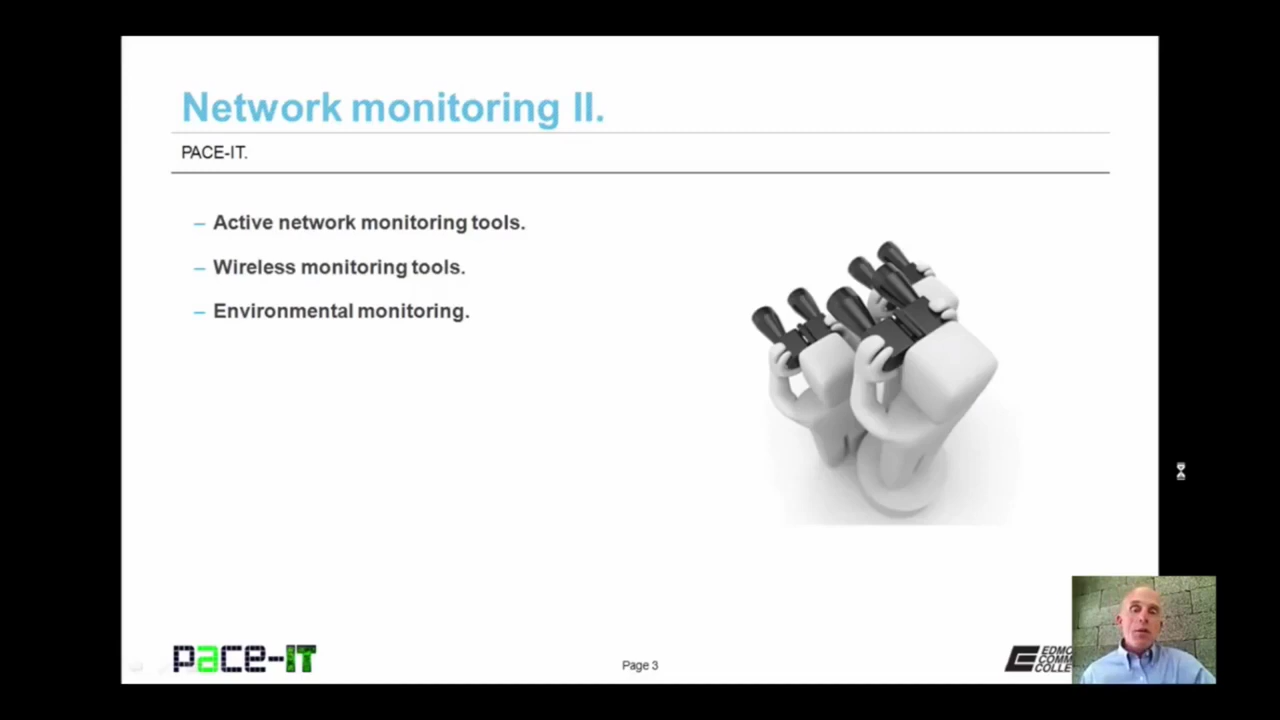 Network monitoring II.
PACE-IT.
– Active network monitoring tools.
– Wireless monitoring tools.
– Environmental monitoring.
pace-IT
Page 3